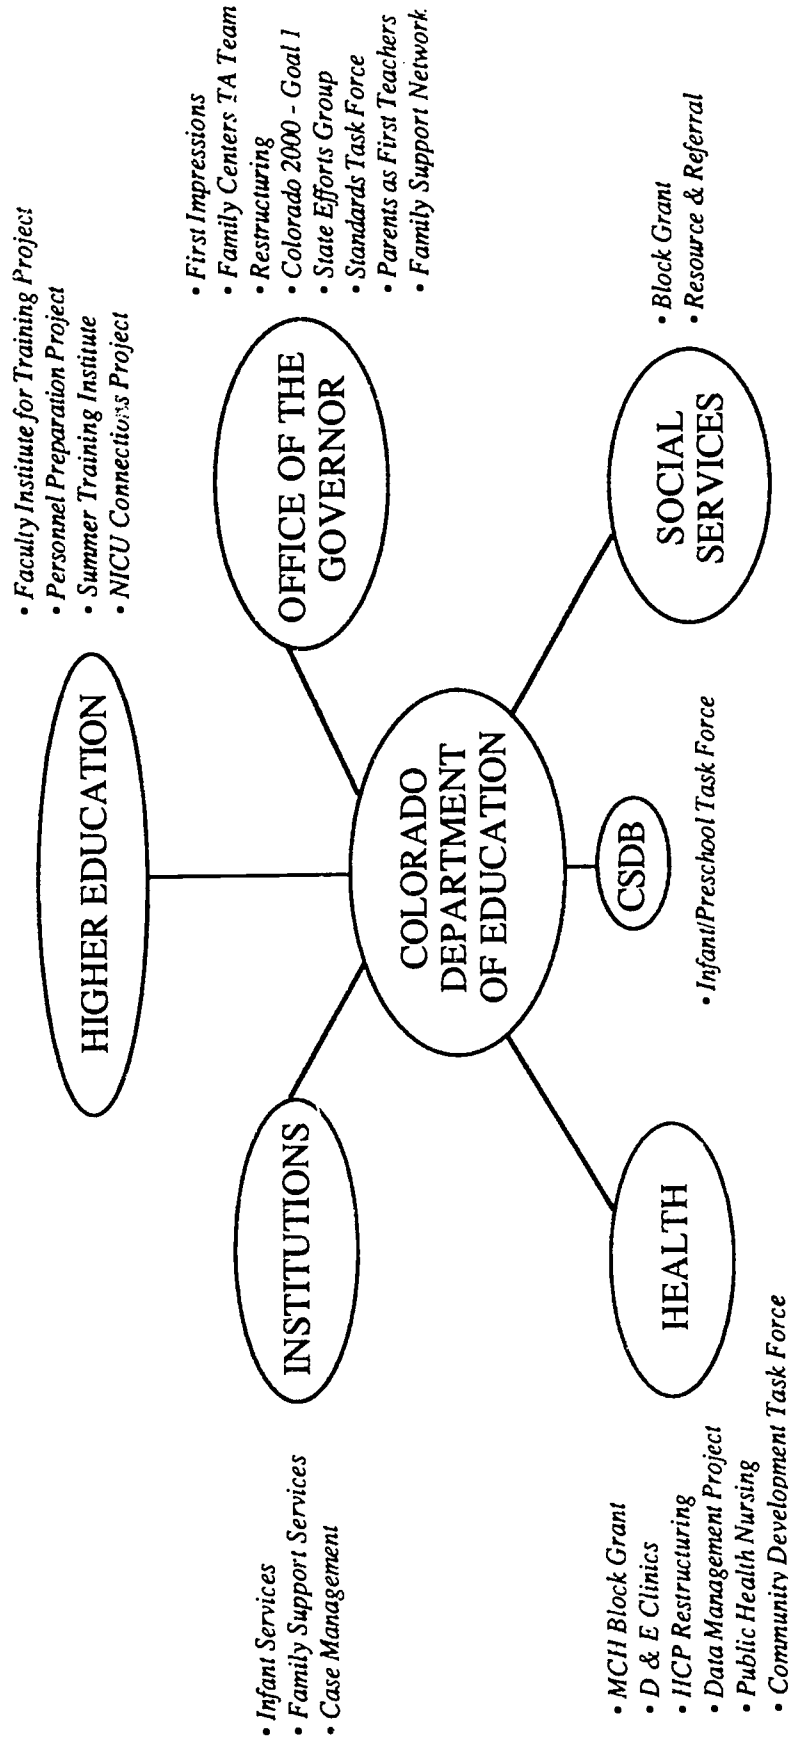 • Faculty Institute for Training Project
• Personnel Preparation Project
• Summer Training Institute
• NICU Connections Project
HIGHER EDUCATION
• First Impressions
• Family Centers TA Team
• Restructuring
• Colorado 2000 - Goal 1
• State Efforts Group
• Standards Task Force
• Parents as First Teachers
• Family Support Network
OFFICE OF THE
GOVERNOR
INSTITUTIONS
• Infant Services
• Family Support Services
• Case Management
COLORADO
DEPARTMENT
OF EDUCATION
CSDB
• Infant/Preschool Task Force
SOCIAL
SERVICES
• Block Grant
• Resource & Referral
HEALTH
• MCH Block Grant
• D & E Clinics
• HCP Restructuring
• Data Management Project
• Public Health Nursing
• Community Development Task Force